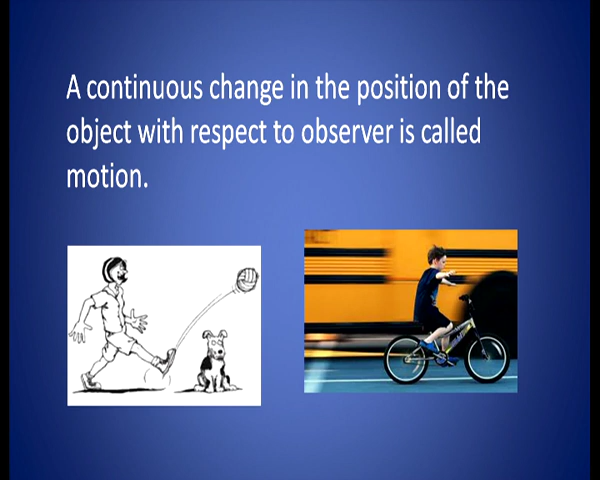 A continuous change in the position of the
object with respect to observer is called
motion.